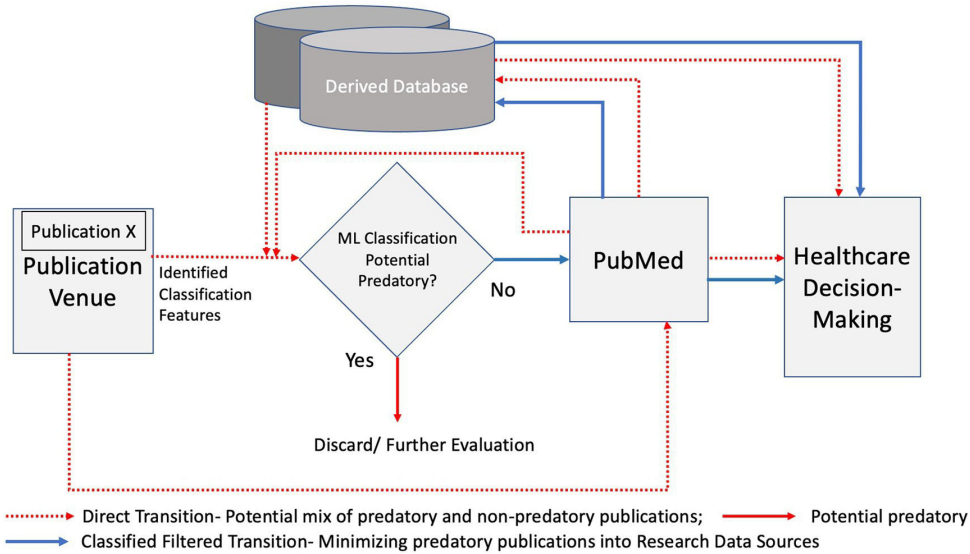 Derived Database
Publication X
Publication
Venue
Identified
Classification
Features
ML Classification
Potential
Predatory?
No
Yes
Discard/ Further Evaluation
PubMed
Healthcare
Decision-
Making
Direct Transition- Potential mix of predatory and non-predatory publications;
Potential predatory
Classified Filtered Transition- Minimizing predatory publications into Research Data Sources